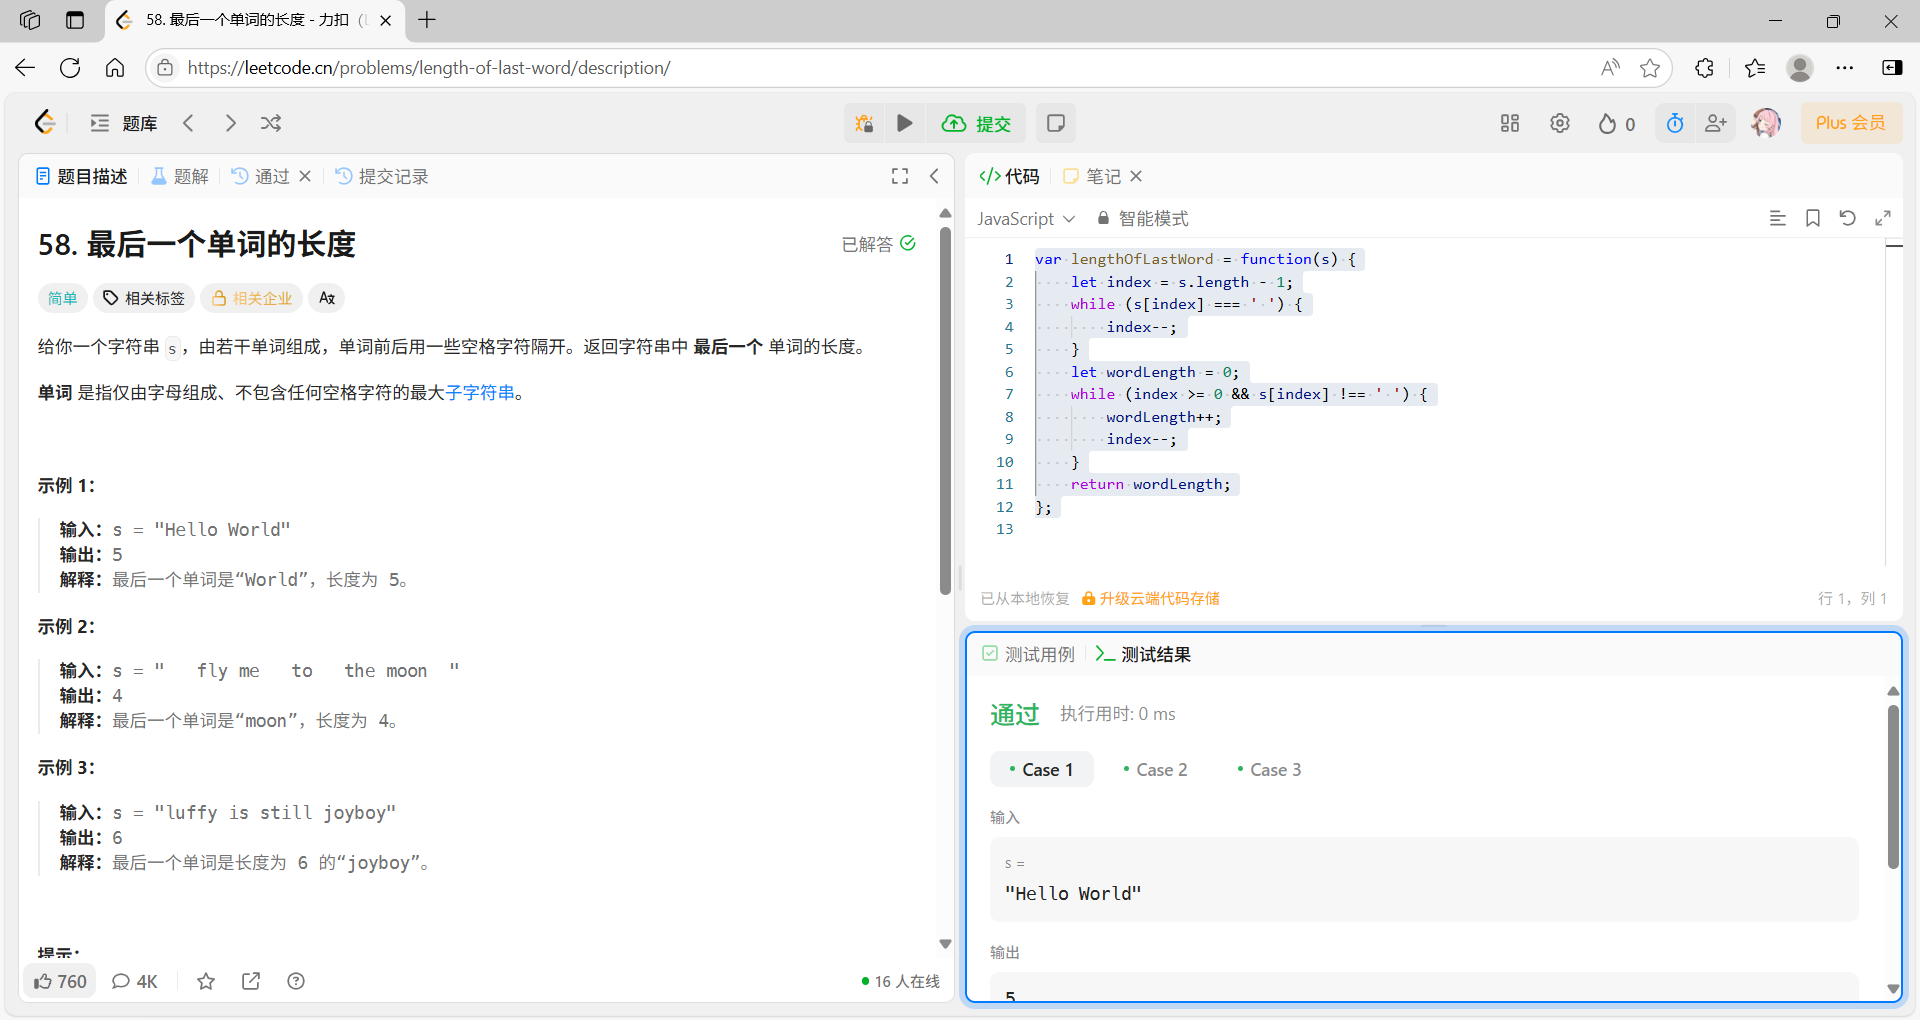 58. 最后一个单词的长度 - 力扣 (L
https://leetcode.cn/problems/length-of-last-word/description/
题库
提交
0
Plus 会员
题目描述
题解
通过
提交记录
58. 最后一个单词的长度
已解答
简单
相关标签
相关企业
给你一个字符串 s，由若干单词组成，单词前后用一些空格字符隔开。返回字符串中 最后一个 单词的长度。
单词 是指仅由字母组成、不包含任何空格字符的最大子字符串。
示例 1：
输入：s = "Hello World"
输出：5
解释：最后一个单词是“World”，长度为 5。
示例 2：
输入：s = "   fly me   to   the moon  "
输出：4
解释：最后一个单词是“moon”，长度为 4。
示例 3：
输入：s = "luffy is still joyboy"
输出：6
解释：最后一个单词是长度为 6 的“joyboy”。
提示：
760
4K
16 人在线
代码
笔记
JavaScript
智能模式
1 var lengthOfLastWord = function(s) {
2     let index = s.length - 1;
3     while (s[index] === ' ') {
4         index--;
5     }
6     let wordLength = 0;
7     while (index >= 0 && s[index] !== ' ') {
8         wordLength++;
9         index--;
10     }
11     return wordLength;
12 };
13
已从本地恢复
升级云端代码存储
行 1，列 1
测试用例
测试结果
通过
执行用时: 0 ms
Case 1
Case 2
Case 3
输入
s =
"Hello World"
输出
5